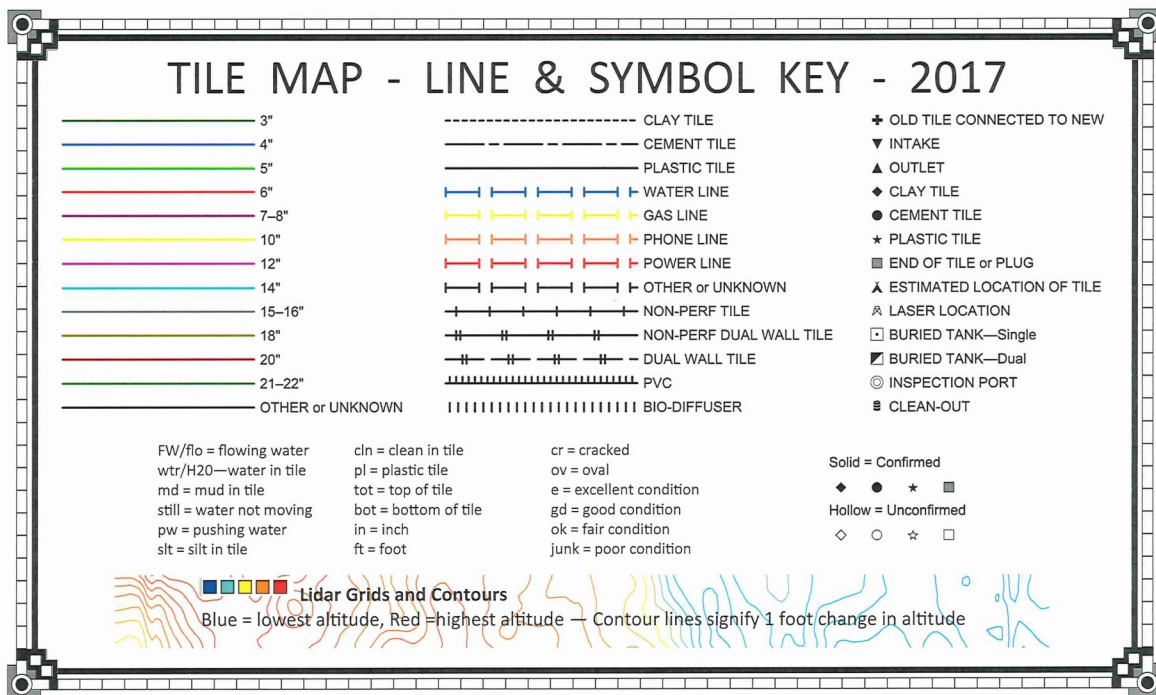 TILE MAP - LINE & SYMBOL KEY - 2017
3"
4"
5"
6"
7–8"
10"
12"
14"
15–16"
18"
20"
21–22"
OTHER or UNKNOWN
CLAY TILE
CEMENT TILE
PLASTIC TILE
WATER LINE
GAS LINE
PHONE LINE
POWER LINE
OTHER or UNKNOWN
NON-PERF TILE
NON-PERF DUAL WALL TILE
DUAL WALL TILE
PVC
BIO-DIFFUSER
OLD TILE CONNECTED TO NEW
INTAKE
OUTLET
CLAY TILE
CEMENT TILE
PLASTIC TILE
END OF TILE or PLUG
ESTIMATED LOCATION OF TILE
LASER LOCATION
BURIED TANK—Single
BURIED TANK—Dual
INSPECTION PORT
CLEAN-OUT
FW/flo = flowing water
wtr/H20—water in tile
md = mud in tile
still = water not moving
pw = pushing water
slt = silt in tile
cln = clean in tile
pl = plastic tile
tot = top of tile
bot = bottom of tile
in = inch
ft = foot
cr = cracked
ov = oval
e = excellent condition
gd = good condition
ok = fair condition
junk = poor condition
Solid = Confirmed
Hollow = Unconfirmed
Lidar Grids and Contours
Blue = lowest altitude, Red =highest altitude — Contour lines signify 1 foot change in altitude